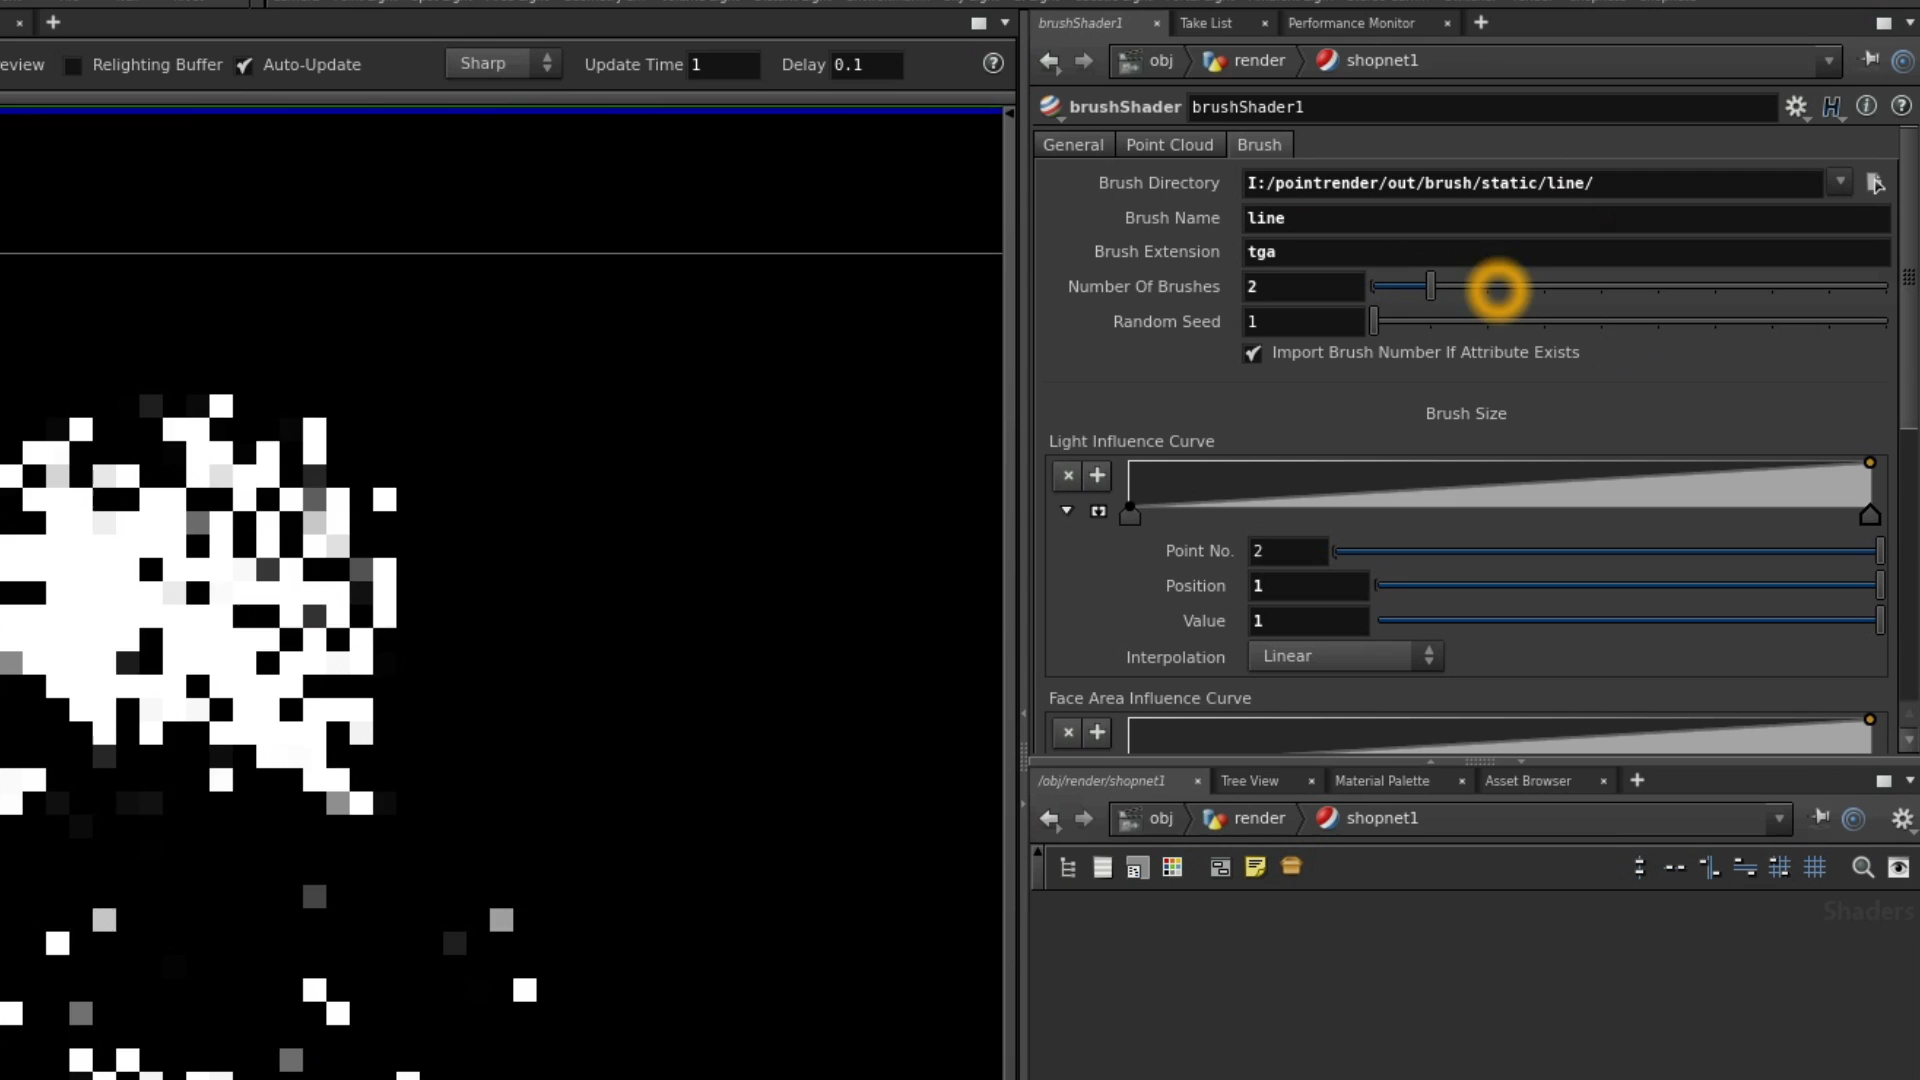 eview Relighting Buffer Auto-Update Sharp Update Time 1 Delay 0.1
brushShader1 Take List Performance Monitor
obj render shopnet1
brushShader brushShader1
General Point Cloud Brush
Brush Directory I:/pointrender/out/brush/static/line/
Brush Name line
Brush Extension tga
Number Of Brushes 2
Random Seed 1
Import Brush Number If Attribute Exists
Brush Size
Light Influence Curve
Point No. 2
Position 1
Value 1
Interpolation Linear
Face Area Influence Curve
/obj/render/shopnet1 Tree View Material Palette Asset Browser
obj render shopnet1
Shaders